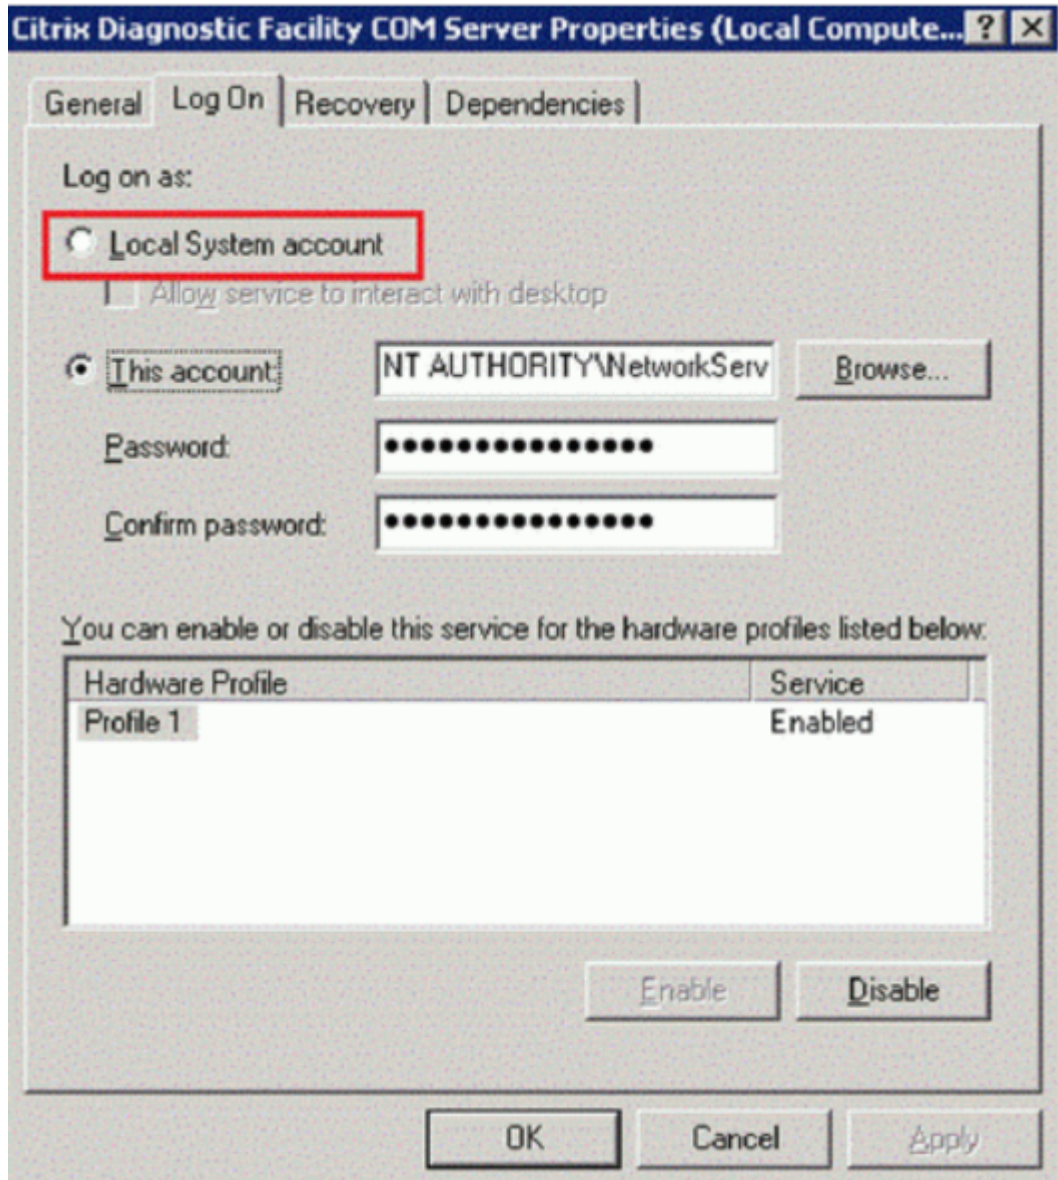 Citrix Diagnostic Facility COM Server Properties (Local Compute... ? X
General Log On Recovery Dependencies
Log on as:
Local System account
Allow service to interact with desktop
This account: NT AUTHORITY\NetworkServ Browse...
Password: •••••••••••••••
Confirm password: •••••••••••••••
You can enable or disable this service for the hardware profiles listed below:
Hardware Profile Service
Profile 1 Enabled
Enable Disable
OK Cancel Apply